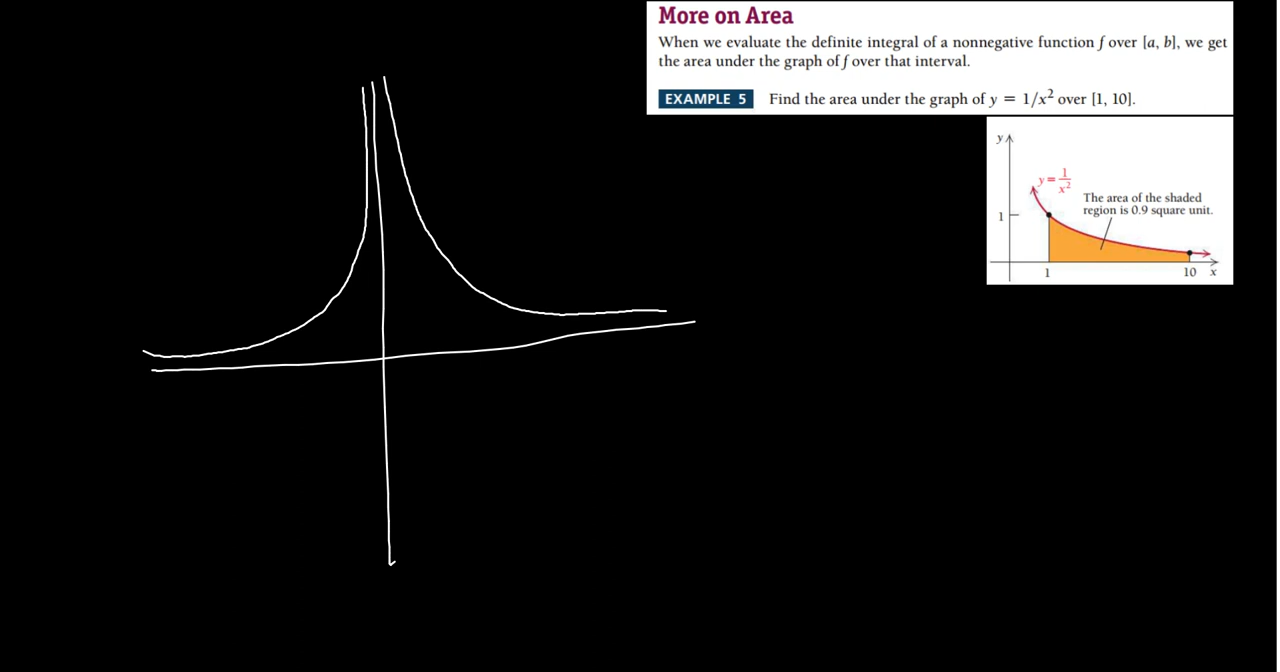 More on Area
When we evaluate the definite integral of a nonnegative function f over [a, b], we get
the area under the graph of f over that interval.
EXAMPLE 5 Find the area under the graph of y = 1/x² over [1, 10].
y
y = 1/x²
The area of the shaded
region is 0.9 square unit.
1
1 10 x